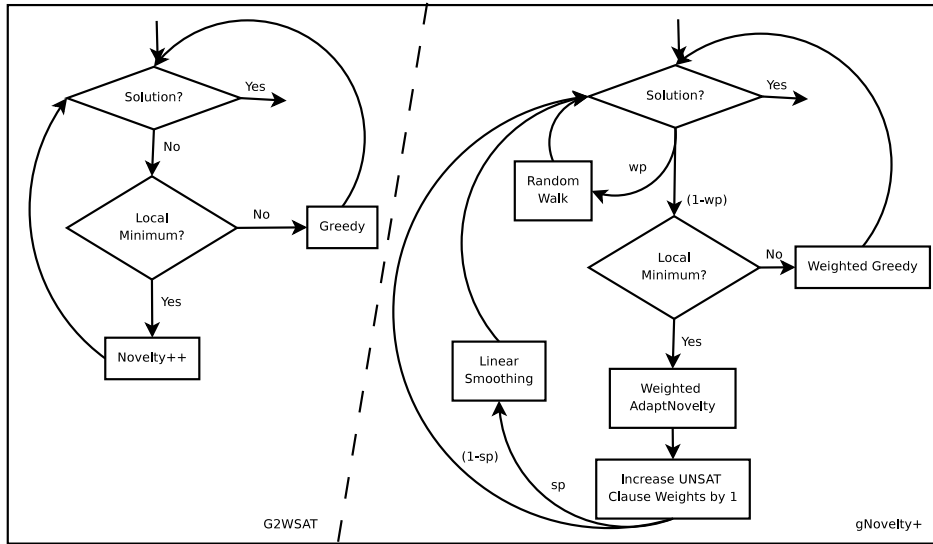 Solution?
Yes
No
Local
Minimum?
No
Greedy
Yes
Novelty++
G2WSAT
Solution?
Yes
wp
Random
Walk
(1-wp)
Local
Minimum?
No
Weighted Greedy
Yes
Linear
Smoothing
Weighted
AdaptNovelty
(1-sp)
sp
Increase UNSAT
Clause Weights by 1
gNovelty+